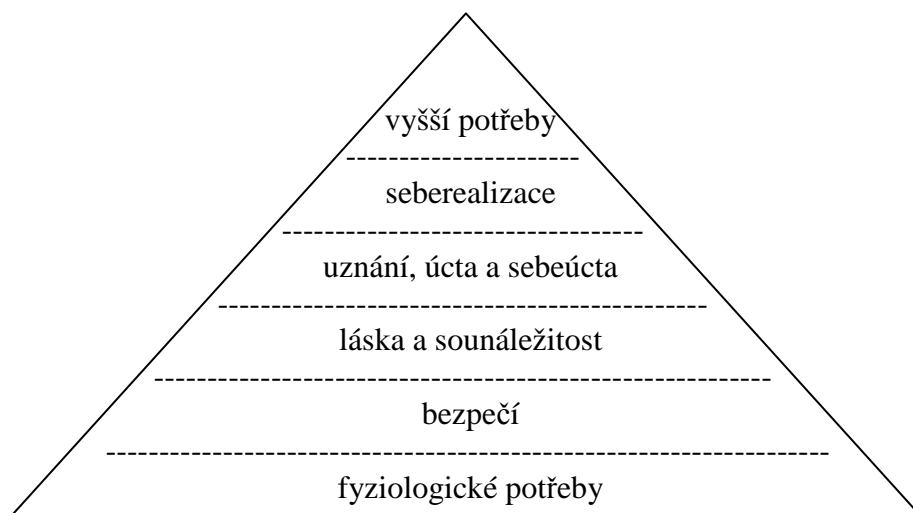 vyšší potřeby
seberealizace
uznání, úcta a sebeúcta
láska a sounáležitost
bezpečí
fyziologické potřeby